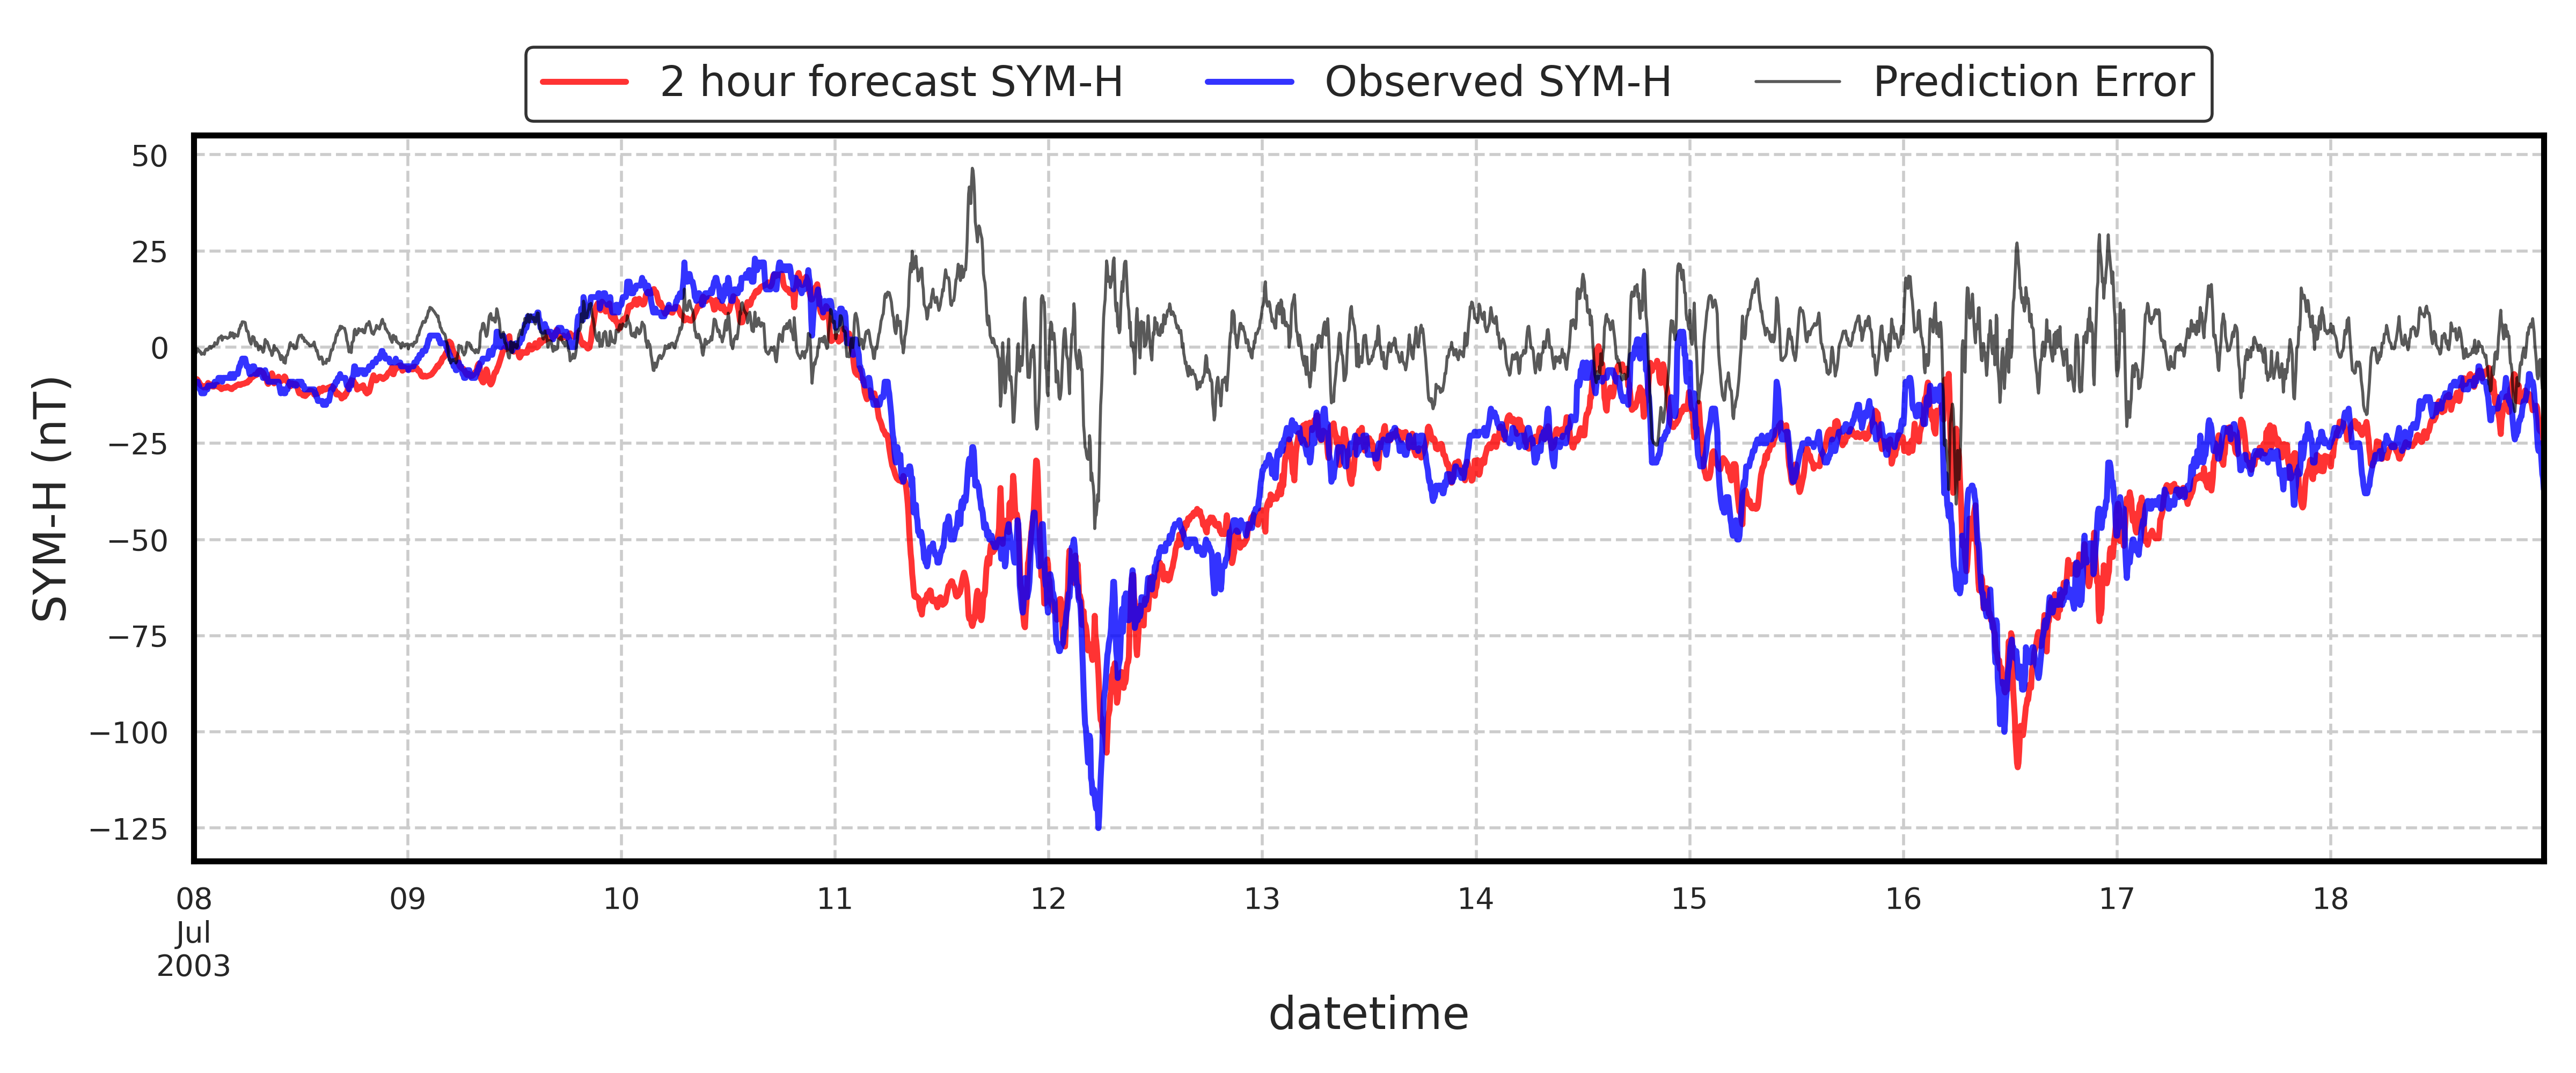 2 hour forecast SYM-H Observed SYM-H Prediction Error
SYM-H (nT)
50
25
0
−25
−50
−75
−100
−125
08 09 10 11 12 13 14 15 16 17 18
Jul
2003
datetime